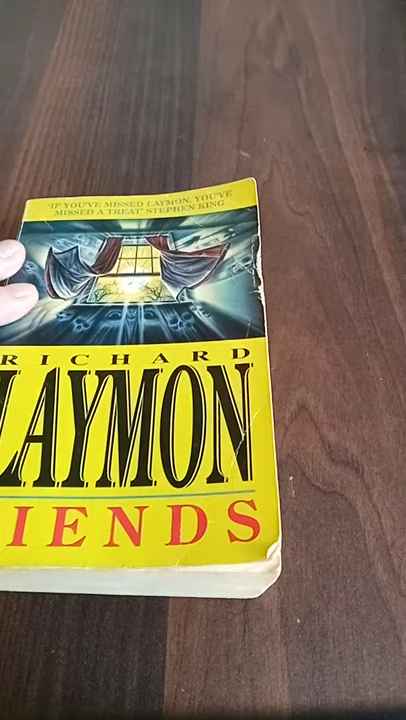 'IF YOU'VE MISSED LAYMON, YOU'VE
MISSED A TREAT' STEPHEN KING
RICHARD
LAYMON
IENDS